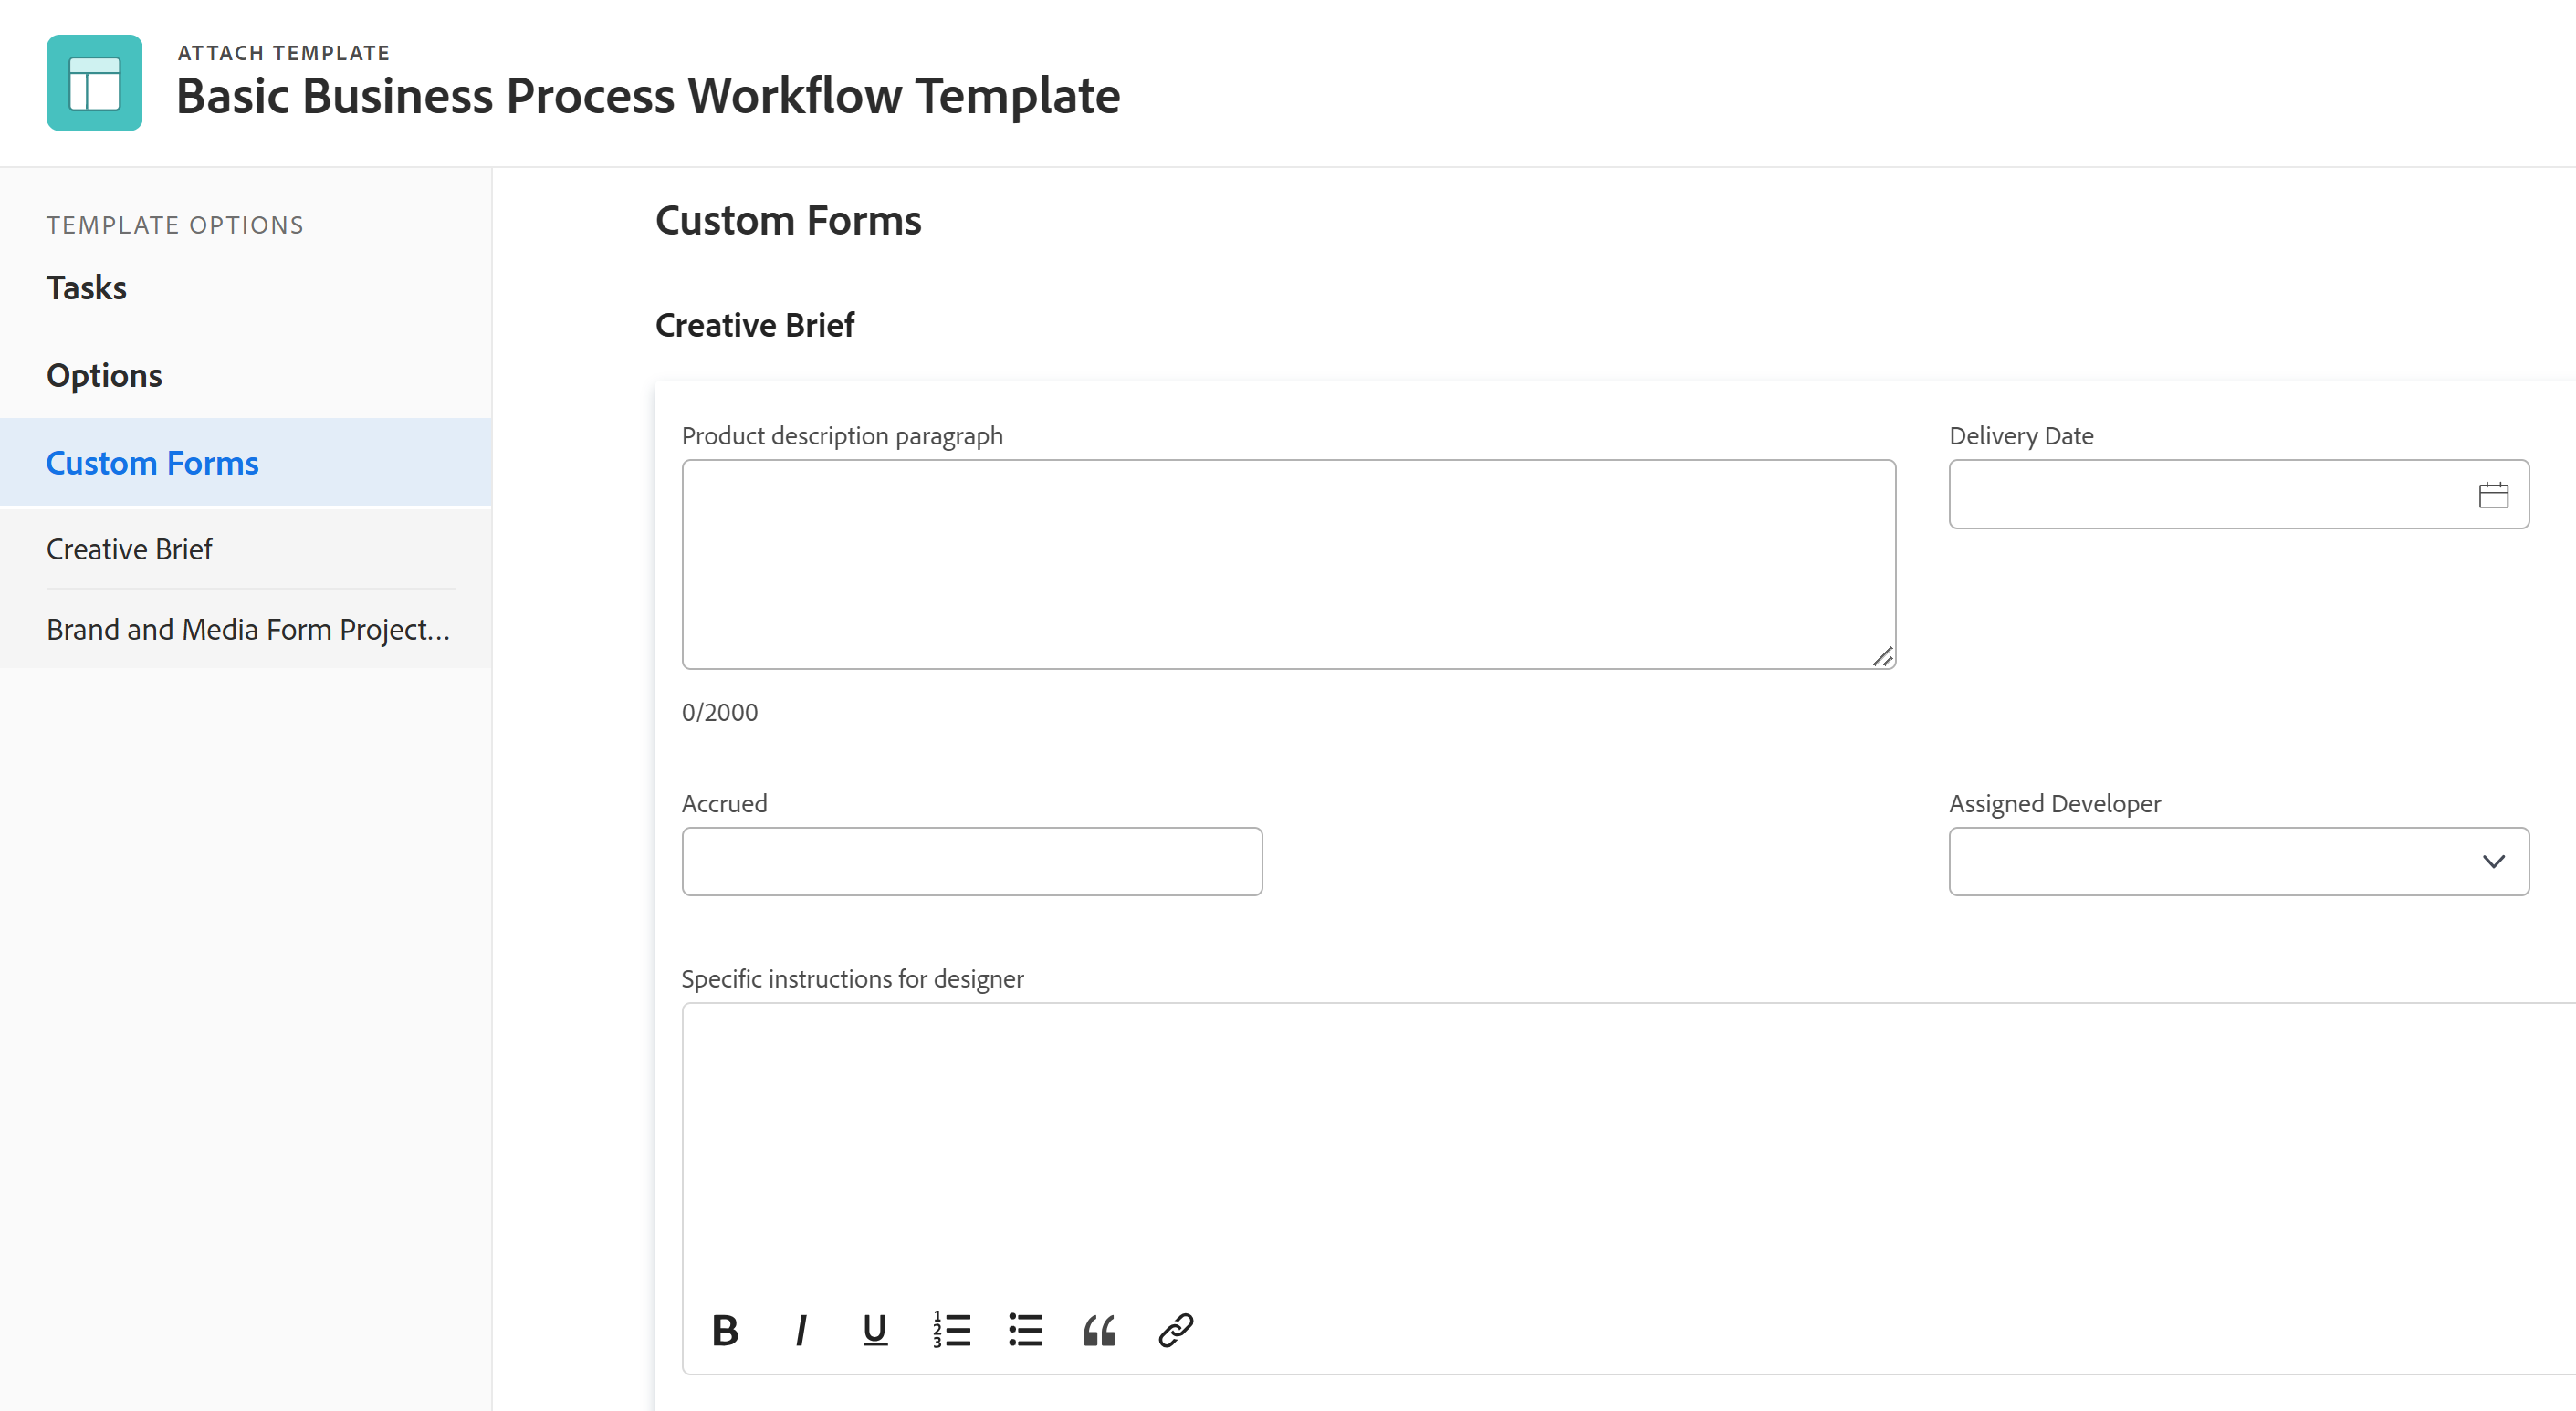 ATTACH TEMPLATE
Basic Business Process Workflow Template
TEMPLATE OPTIONS
Tasks
Options
Custom Forms
Creative Brief
Brand and Media Form Project...
Custom Forms
Creative Brief
Product description paragraph
Delivery Date
0/2000
Accrued
Assigned Developer
Specific instructions for designer
B I U